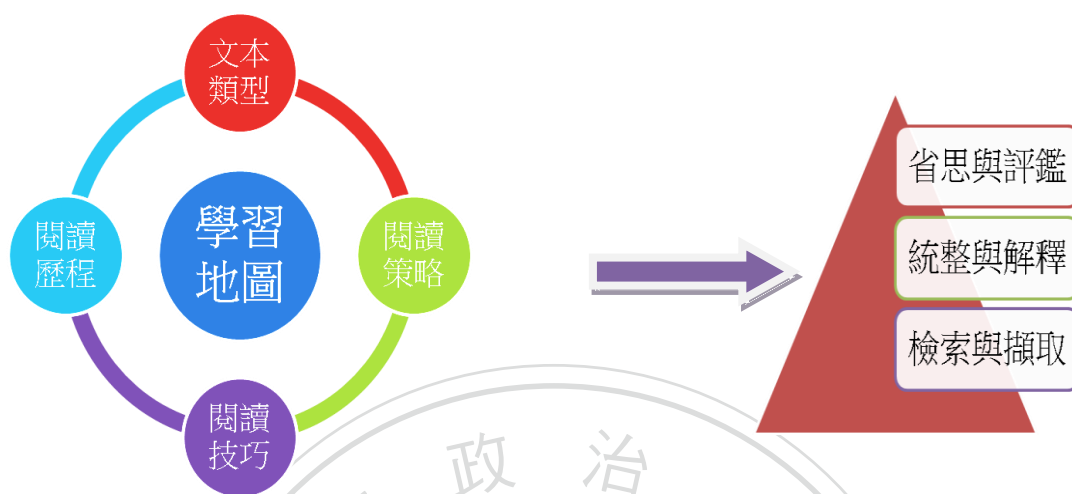 文本
類型
閱讀
歷程
學習
地圖
閱讀
策略
閱讀
技巧
省思與評鑑
統整與解釋
檢索與擷取
政 治